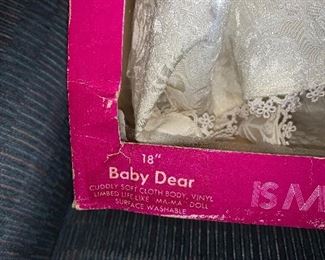 18"
Baby Dear
CUDDLY SOFT CLOTH BODY, VINYL
LIMBED LIFE LIKE "MA-MA" DOLL
SURFACE WASHABLE
IS M